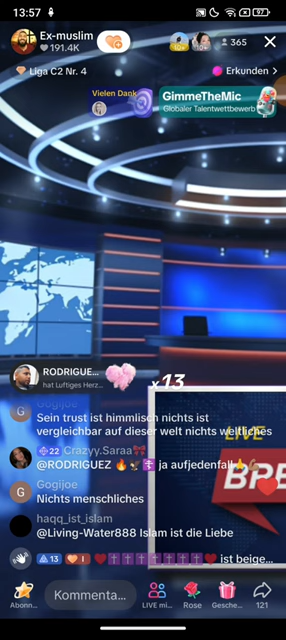 13:57
97
Ex-muslim
191.4K
10+
10+
365
Liga C2 Nr. 4
Erkunden >
Vielen Dank
GimmeTheMic
Globaler Talentwettbewerb
RODRIGUE...
hat Luftiges Herz...
x13
Gogijoe
Sein trust ist himmlisch nichts ist
vergleichbar auf dieser welt nichts weltliches
22 Crazyy.Saraa
@RODRIGUEZ 🔥🦅✝️ ja aufjedenfall
Gogijoe
Nichts menschliches
haqq_ist_islam
@Living-Water888 Islam ist die Liebe
13 I ist beige...
LIVE
Abonn...
Kommenta...
LIVE mi...
Rose
Gesche...
121